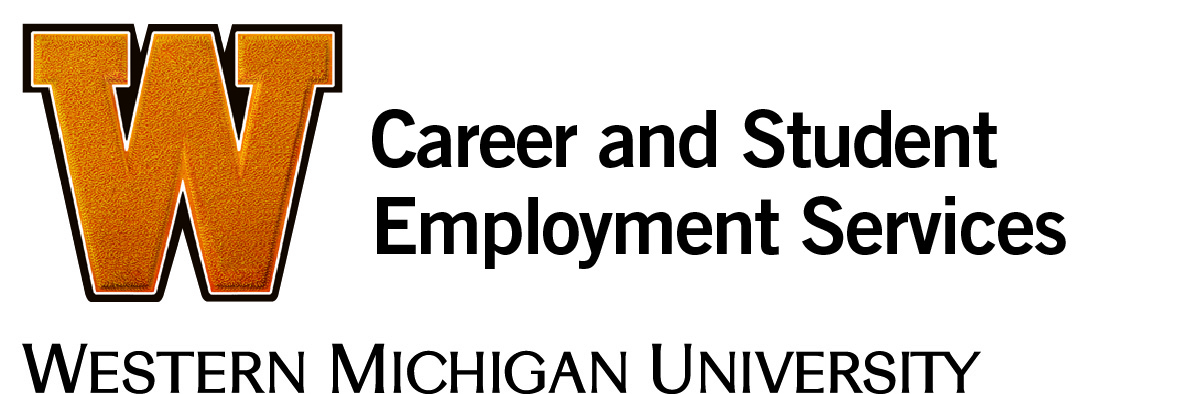 W
Career and Student
Employment Services
WESTERN MICHIGAN UNIVERSITY